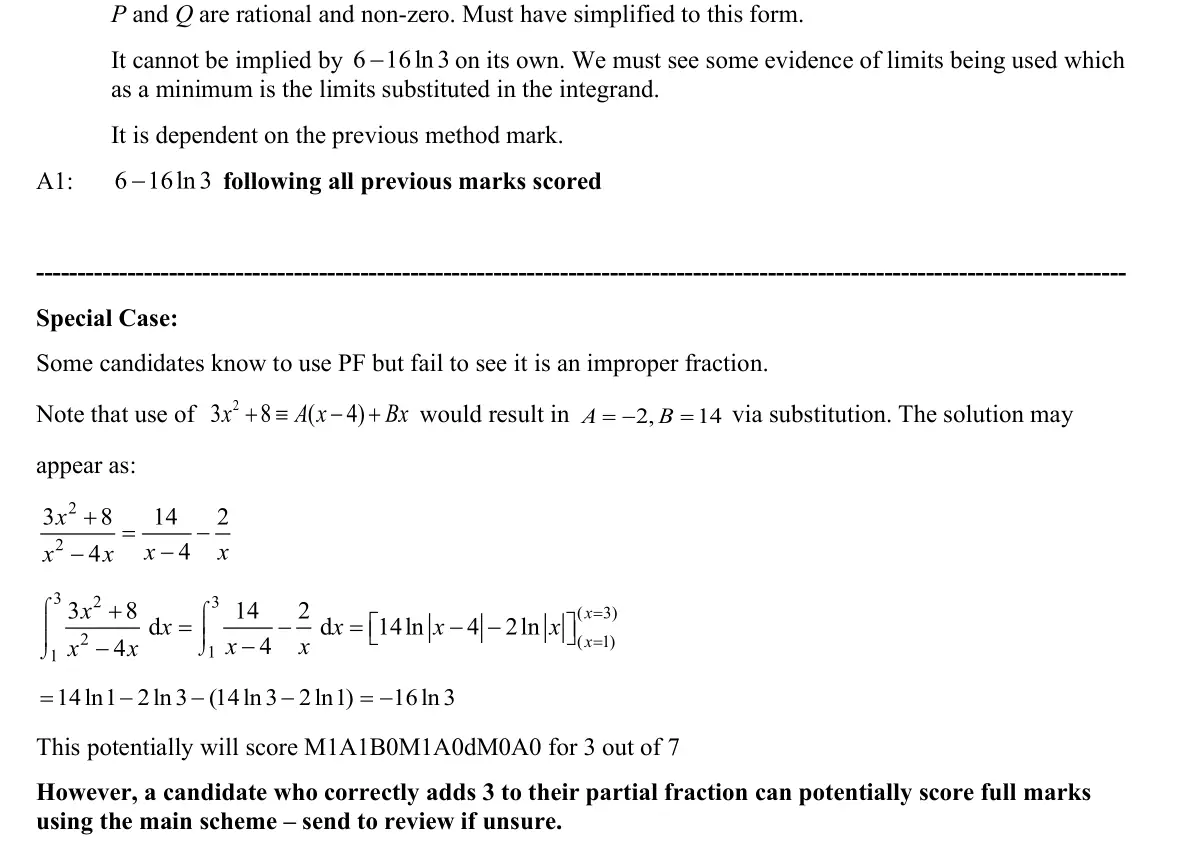 P and Q are rational and non-zero. Must have simplified to this form.
It cannot be implied by 6 − 16 ln 3 on its own. We must see some evidence of limits being used which
as a minimum is the limits substituted in the integrand.
It is dependent on the previous method mark.
A1: 6 − 16 ln 3 following all previous marks scored
--------------------------------------------------------------------------------------------------------------------------------------
Special Case:
Some candidates know to use PF but fail to see it is an improper fraction.
Note that use of 3x² + 8 ≡ A(x − 4) + Bx would result in A = −2, B = 14 via substitution. The solution may
appear as:
(3x² + 8)/(x² − 4x) = 14/(x − 4) − 2/x
∫₁³ (3x² + 8)/(x² − 4x) dx = ∫₁³ 14/(x − 4) − 2/x dx = [14 ln|x − 4| − 2 ln|x|]₍ₓ₌₁₎⁽ˣ⁼³⁾
= 14 ln 1 − 2 ln 3 − (14 ln 3 − 2 ln 1) = −16 ln 3
This potentially will score M1A1B0M1A0dM0A0 for 3 out of 7
However, a candidate who correctly adds 3 to their partial fraction can potentially score full marks
using the main scheme – send to review if unsure.